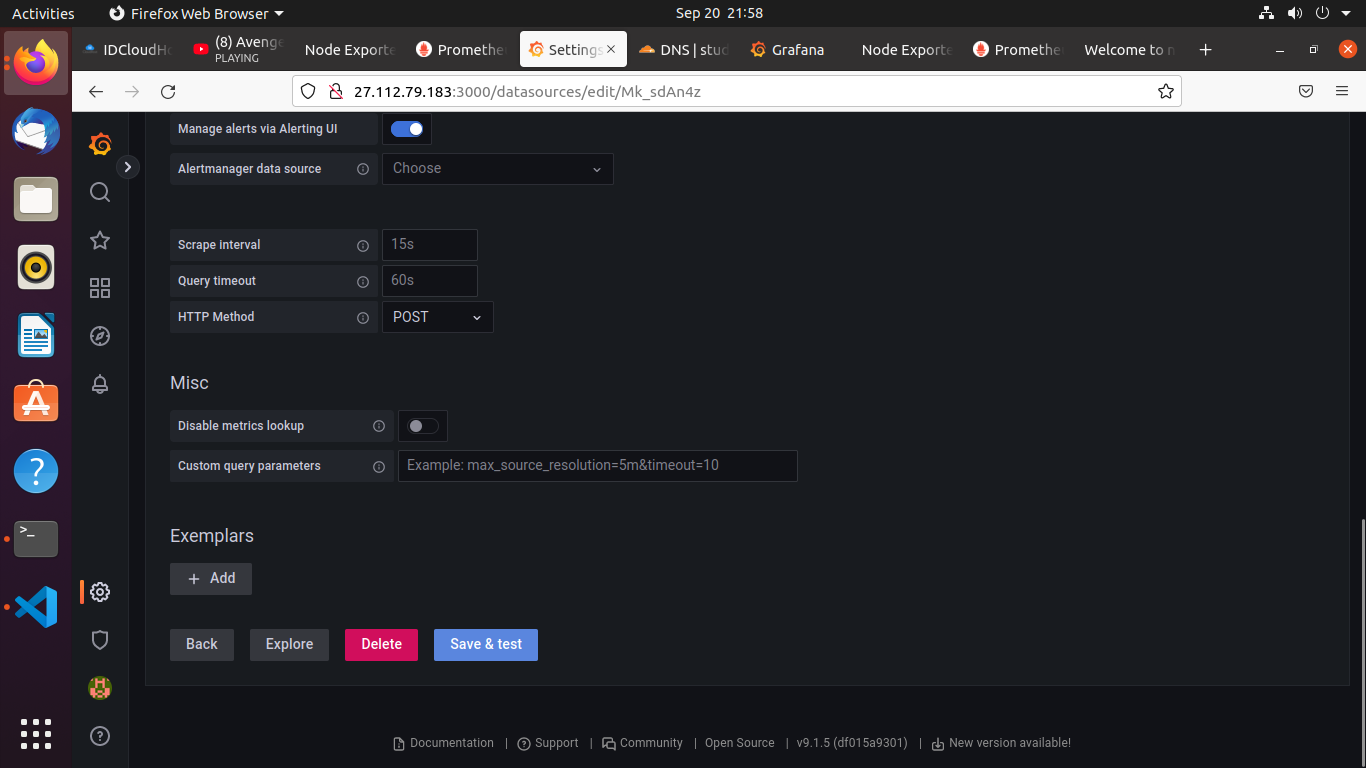 Activities
Firefox Web Browser
Sep 20 21:58
IDCloudHo
(8) Avenge
PLAYING
Node Exporte
Promethe
Settings
DNS | stud
Grafana
Node Exporte
Promethe
Welcome to n
27.112.79.183:3000/datasources/edit/Mk_sdAn4z
Manage alerts via Alerting UI
Alertmanager data source
Choose
Scrape interval
15s
Query timeout
60s
HTTP Method
POST
Misc
Disable metrics lookup
Custom query parameters
Example: max_source_resolution=5m&timeout=10
Exemplars
+ Add
Back
Explore
Delete
Save & test
Documentation | Support | Community | Open Source | v9.1.5 (df015a9301) | New version available!